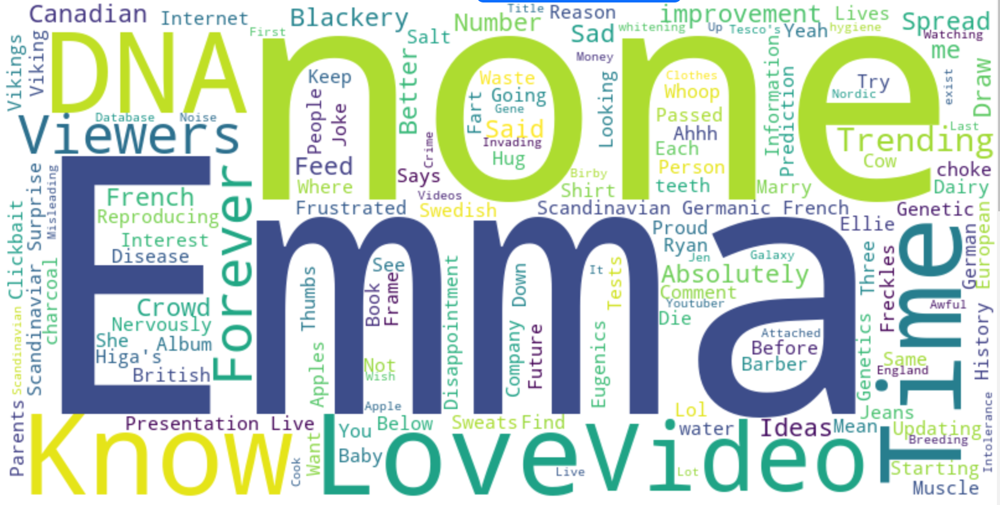 Canadian
Internet
Blackery
Title
Reason
improvement
Lives
Spread
First
Number
Salt
Sad
whitening
Up
Tesco's
Yeah
hygiene
Watching
me
Vikings
Viking
DNA
none
Better
Money
Looking
Information
Prediction
exist
Draw
Keep
People
Joke
Feed
Where
Waste
Going
Fart
Gene
Said
Invading
Hug
Clothes
Whoop
Passed
Ahhh
Each
Person
teeth
Try
Nordic
Trending
Cow
Last
Database
Noise
Viewers
Crime
Says
Videos
Birby
Shirt
Marry
choke
Dairy
Frustrated
Swedish
Scandinavian
Germanic
French
Genetic
Clickbait
Surprise
Misleading
Emma
French
Reproducing
Interest
Disease
Forever
Crowd
Nervously
She
Album
Higa's
British
Scandinavian
Scandinaviar
charcoal
Thumbs
See
Book
Frame
Apples
Not
Wish
Apple
Disappointment
Down
Company
Future
It
Tests
Eugenics
Proud
Ryan
Jen
Galaxy
Absolutely
Comment
Youtuber
Die
Ellie
Three
Freckles
Attached
Before
Barber
Genetics
Time
German
European
Awful
History
Same
England
Parents
Presentation
Live
Know
Cook
Want
You
Below
Baby
Love
Sweats
Find
Live
Video
Lol
water
Lot
Ideas
Mean
Jeans
Updating
Breeding
Starting
Muscle
Intolerance